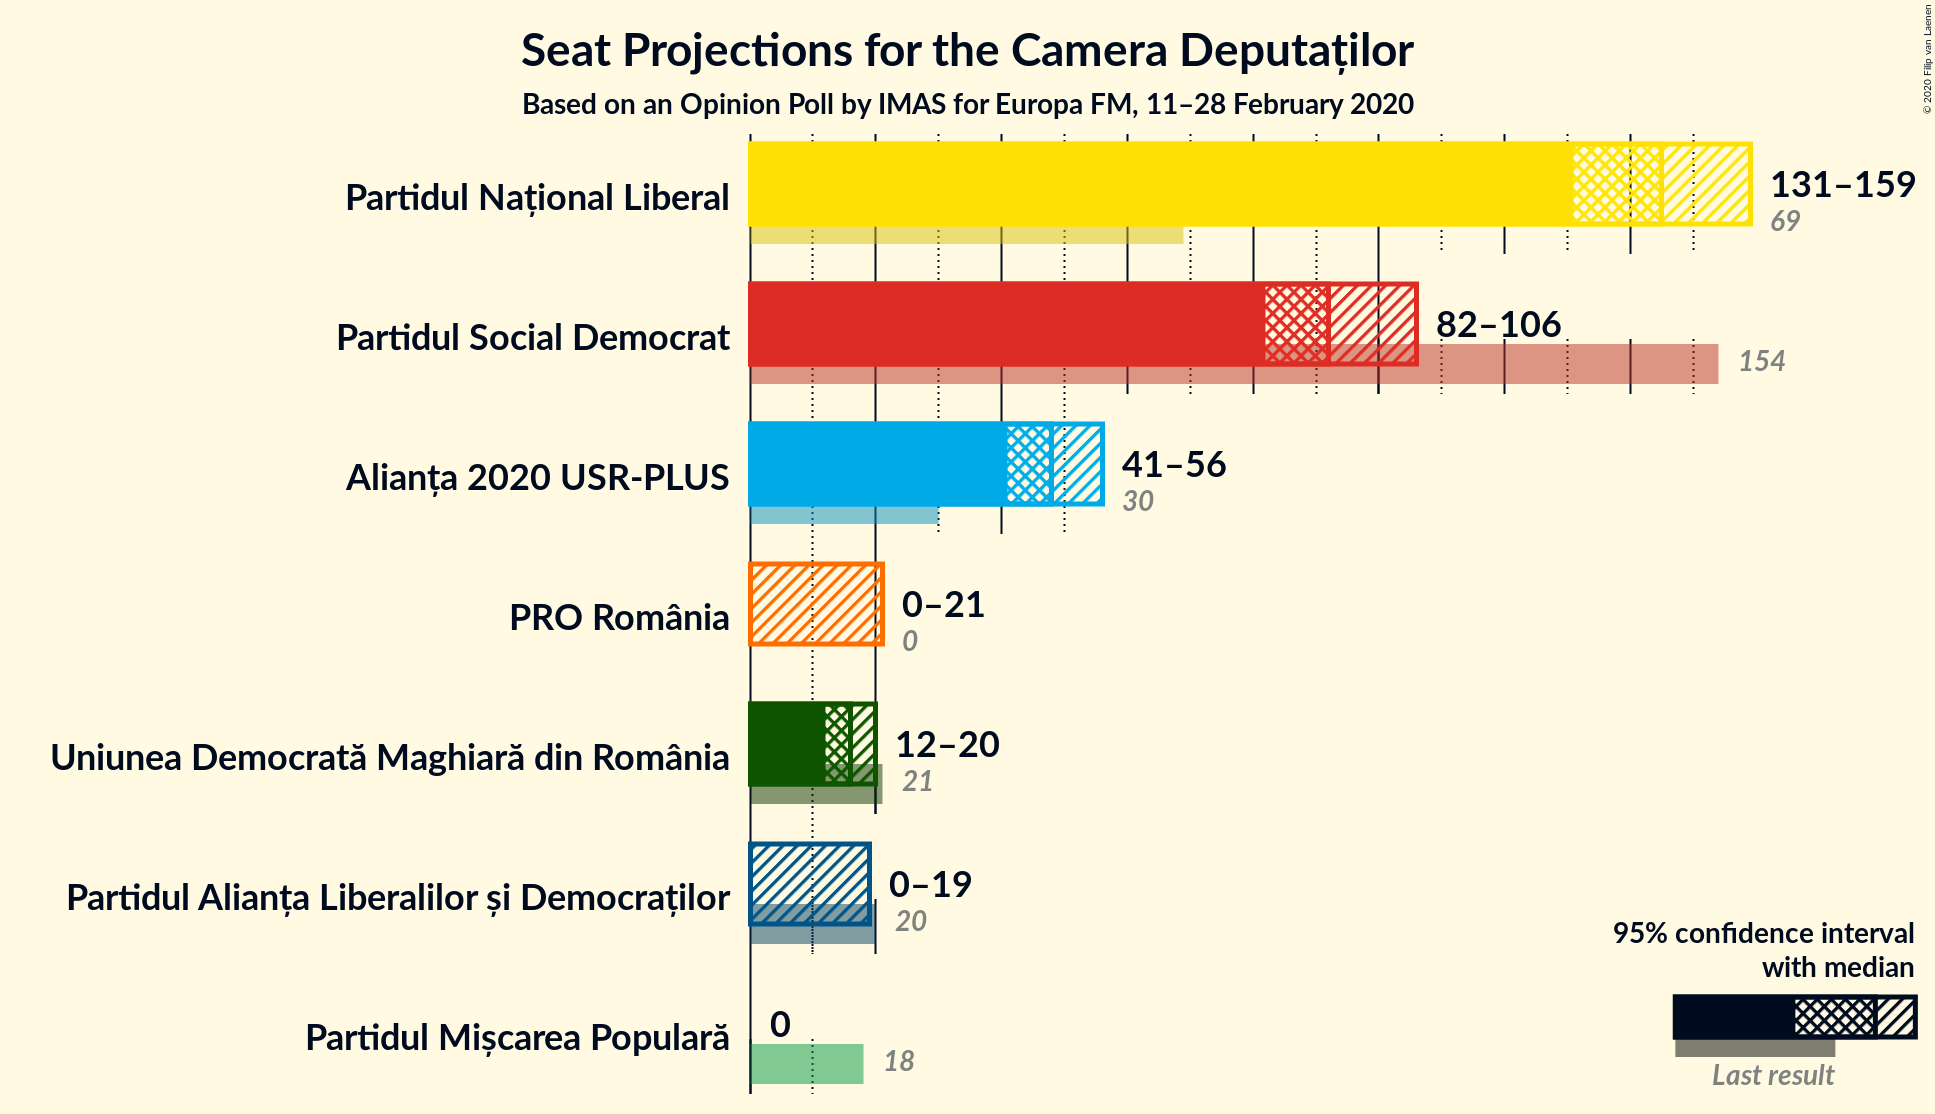 Seat Projections for the Camera Deputaților
Based on an Opinion Poll by IMAS for Europa FM, 11–28 February 2020
© 2020 Filip van Laenen
Partidul Național Liberal
131–159
69
Partidul Social Democrat
82–106
154
Alianța 2020 USR-PLUS
41–56
30
PRO România
0–21
0
Uniunea Democrată Maghiară din România
12–20
21
Partidul Alianța Liberalilor și Democraților
0–19
20
Partidul Mișcarea Populară
0
18
95% confidence interval
with median
Last result